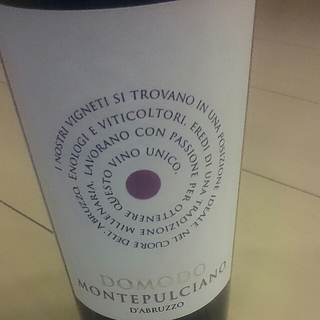 I NOSTRI VIGNETI SI TROVANO IN UNA POSIZIONE IDEALE, NEL CUORE DELL'ABRUZZO. ENOLOGI E VITICOLTORI, EREDI DI UNA TRADIZIONE MILLENARIA, LAVORANO CON PASSIONE PER OTTENERE QUESTO VINO UNICO.
DOMODO
MONTEPULCIANO
D'ABRUZZO